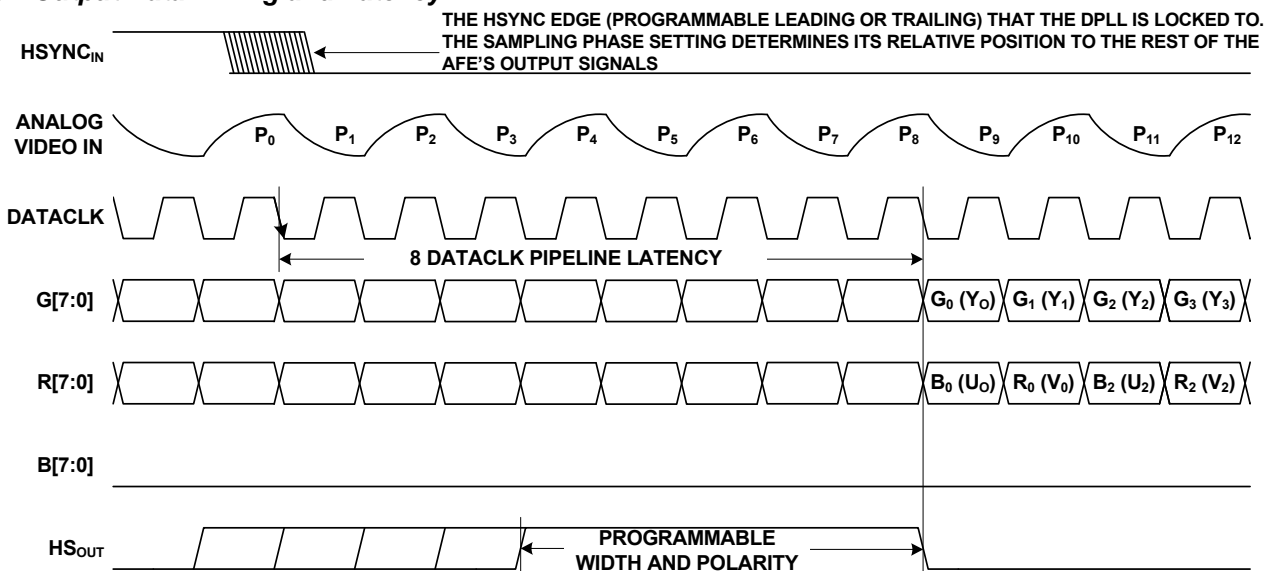 THE HSYNC EDGE (PROGRAMMABLE LEADING OR TRAILING) THAT THE DPLL IS LOCKED TO.
THE SAMPLING PHASE SETTING DETERMINES ITS RELATIVE POSITION TO THE REST OF THE
AFE'S OUTPUT SIGNALS
HSYNCIN
ANALOG
VIDEO IN
P0 P1 P2 P3 P4 P5 P6 P7 P8 P9 P10 P11 P12
DATACLK
8 DATACLK PIPELINE LATENCY
G[7:0]
G0 (YO) G1 (Y1) G2 (Y2) G3 (Y3)
R[7:0]
B0 (UO) R0 (V0) B2 (U2) R2 (V2)
B[7:0]
HSOUT
PROGRAMMABLE
WIDTH AND POLARITY